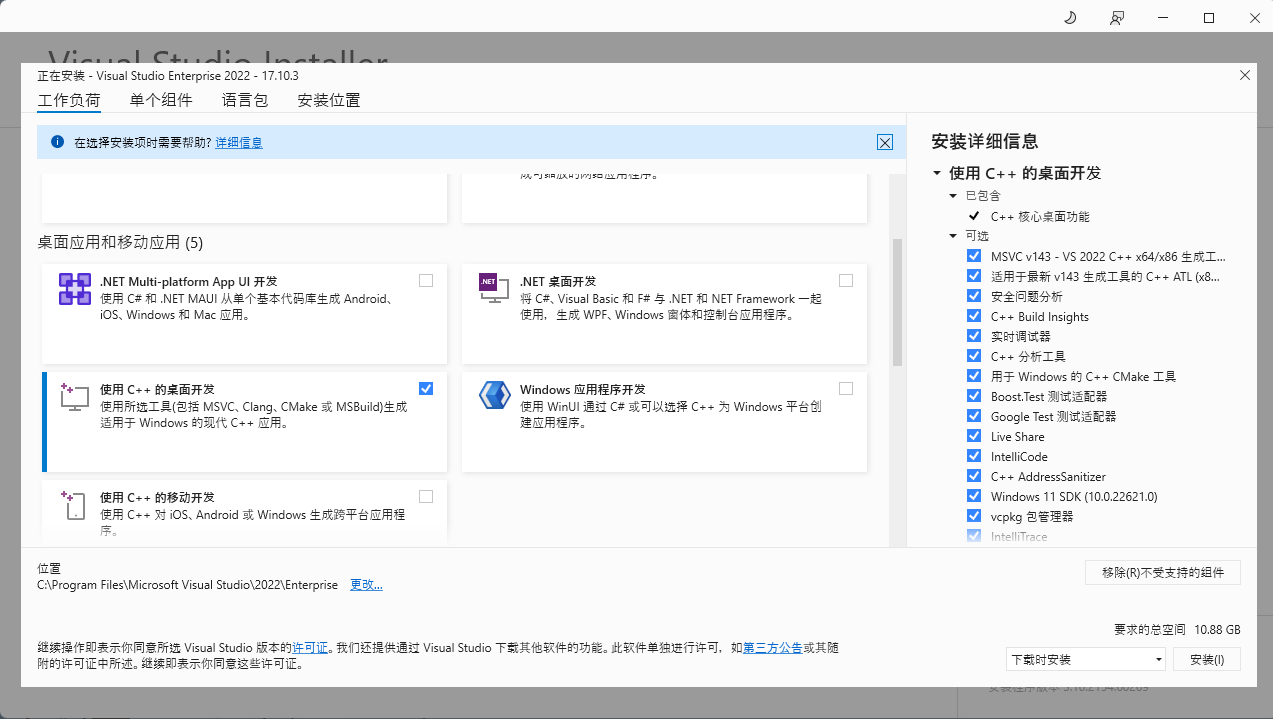 Visual Studio Installer
正在安装 - Visual Studio Enterprise 2022 - 17.10.3
工作负荷 单个组件 语言包 安装位置
在选择安装项时需要帮助? 详细信息
成可缩放的网络应用程序。
桌面应用和移动应用 (5)
.NET Multi-platform App UI 开发
使用 C# 和 .NET MAUI 从单个基本代码库生成 Android、
iOS、Windows 和 Mac 应用。
.NET
.NET 桌面开发
将 C#、Visual Basic 和 F# 与 .NET 和 .NET Framework 一起
使用，生成 WPF、Windows 窗体和控制台应用程序。
使用 C++ 的桌面开发
使用所选工具(包括 MSVC、Clang、CMake 或 MSBuild)生成
适用于 Windows 的现代 C++ 应用。
Windows 应用程序开发
使用 WinUI 通过 C# 或可以选择 C++ 为 Windows 平台创
建应用程序。
使用 C++ 的移动开发
使用 C++ 对 iOS、Android 或 Windows 生成跨平台应用程
序。
安装详细信息
使用 C++ 的桌面开发
已包含
C++ 核心桌面功能
可选
MSVC v143 - VS 2022 C++ x64/x86 生成工...
适用于最新 v143 生成工具的 C++ ATL (x8...
安全问题分析
C++ Build Insights
实时调试器
C++ 分析工具
用于 Windows 的 C++ CMake 工具
Boost.Test 测试适配器
Google Test 测试适配器
Live Share
IntelliCode
C++ AddressSanitizer
Windows 11 SDK (10.0.22621.0)
vcpkg 包管理器
IntelliTrace
位置
C:\Program Files\Microsoft Visual Studio\2022\Enterprise 更改...
移除(R)不受支持的组件
要求的总空间 10.88 GB
继续操作即表示你同意所选 Visual Studio 版本的许可证。我们还提供通过 Visual Studio 下载其他软件的功能。此软件单独进行许可，如第三方公告或其随
附的许可证中所述。继续即表示你同意这些许可证。
下载时安装 安装(I)